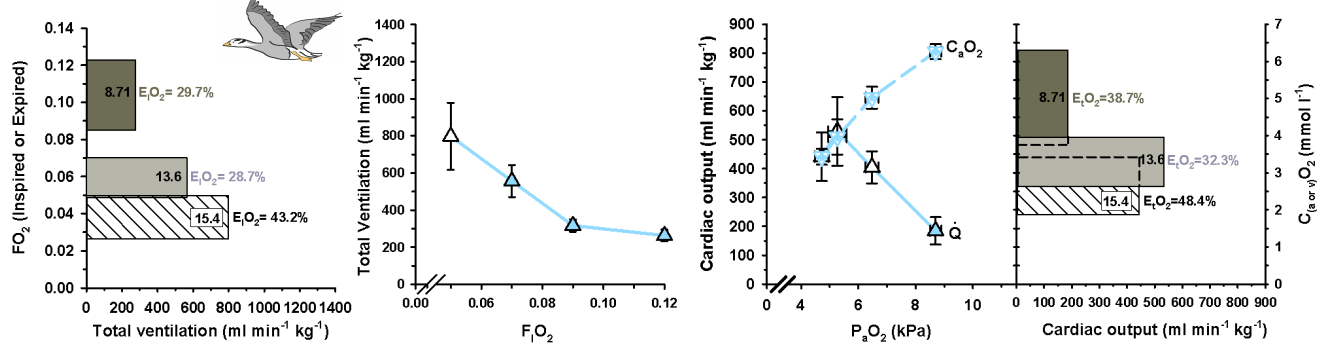 FO2 (Inspired or Expired)
0.14
0.12
0.10
0.08
0.06
0.04
0.02
0.00
8.71 EIO2= 29.7%
13.6 EIO2= 28.7%
15.4 EIO2= 43.2%
0 200 400 600 800 1000 1200 1400
Total ventilation (ml min-1 kg-1)
Total Ventilation (ml min-1 kg-1)
1400
1200
1000
800
600
400
200
0
0.00 0.06 0.08 0.10 0.12
FIO2
Cardiac output (ml min-1 kg-1)
900
800
700
600
500
400
300
200
100
0
CaO2
Q̇
0 4 6 8 10
PaO2 (kPa)
8.71 EtO2=38.7%
13.6 EtO2=32.3%
15.4 EtO2=48.4%
0 100 200 300 400 500 600 700 800 900
Cardiac output (ml min-1 kg-1)
7
6
5
4
3
2
1
0
C(a or v)O2 (mmol l-1)